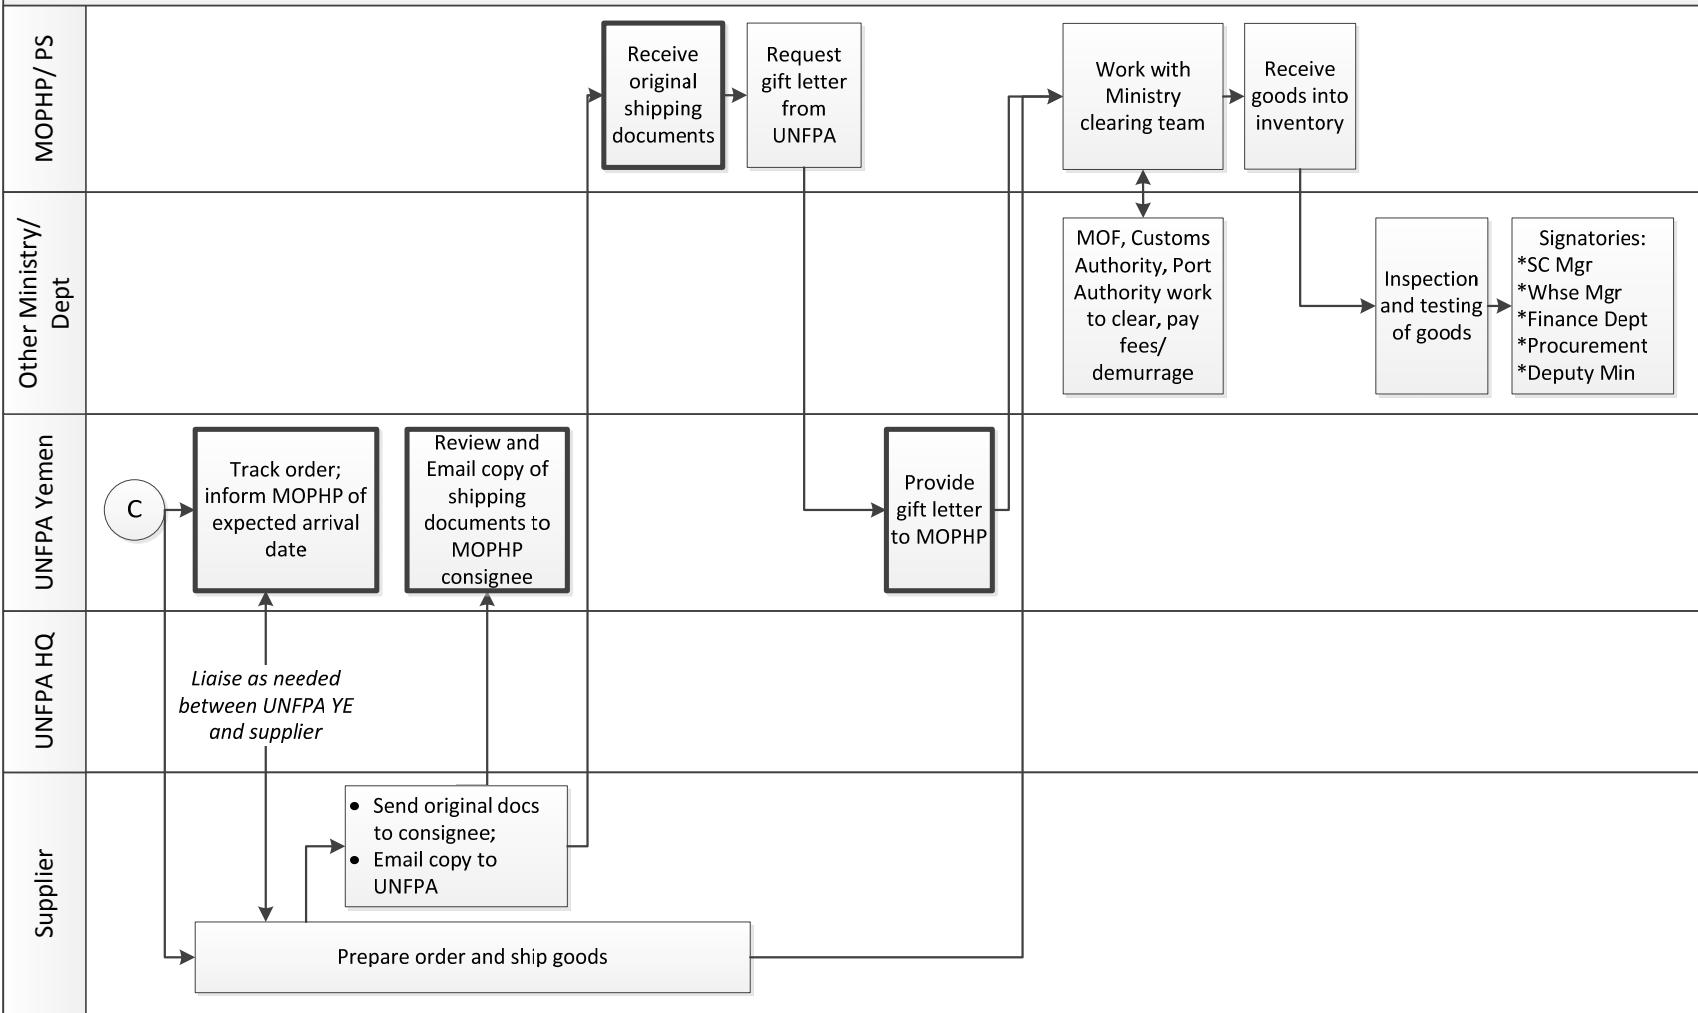 MOPHP/ PS
Receive
original
shipping
documents
Request
gift letter
from
UNFPA
Work with
Ministry
clearing team
Receive
goods into
inventory
Other Ministry/
Dept
MOF, Customs
Authority, Port
Authority work
to clear, pay
fees/
demurrage
Inspection
and testing
of goods
Signatories:
*SC Mgr
*Whse Mgr
*Finance Dept
*Procurement
*Deputy Min
UNFPA Yemen
C
Track order;
inform MOPHP of
expected arrival
date
Review and
Email copy of
shipping
documents to
MOPHP
consignee
Provide
gift letter
to MOPHP
UNFPA HQ
Liaise as needed
between UNFPA YE
and supplier
Supplier
• Send original docs
to consignee;
• Email copy to
UNFPA
Prepare order and ship goods